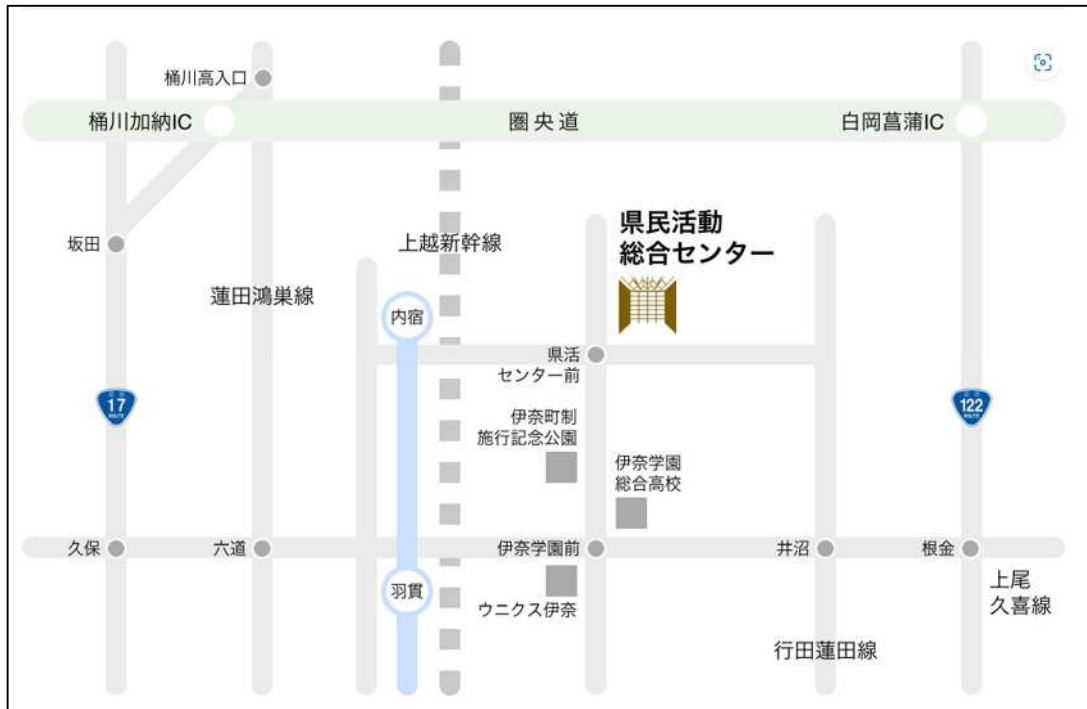 桶川高入口
桶川加納IC
圏央道
白岡菖蒲IC
坂田
上越新幹線
県民活動
総合センター
蓮田鴻巣線
内宿
県活
センター前
17
ROUTE
122
ROUTE
伊奈町制
施行記念公園
伊奈学園
総合高校
久保
六道
伊奈学園前
井沼
根金
羽貫
ウニクス伊奈
上尾
久喜線
行田蓮田線